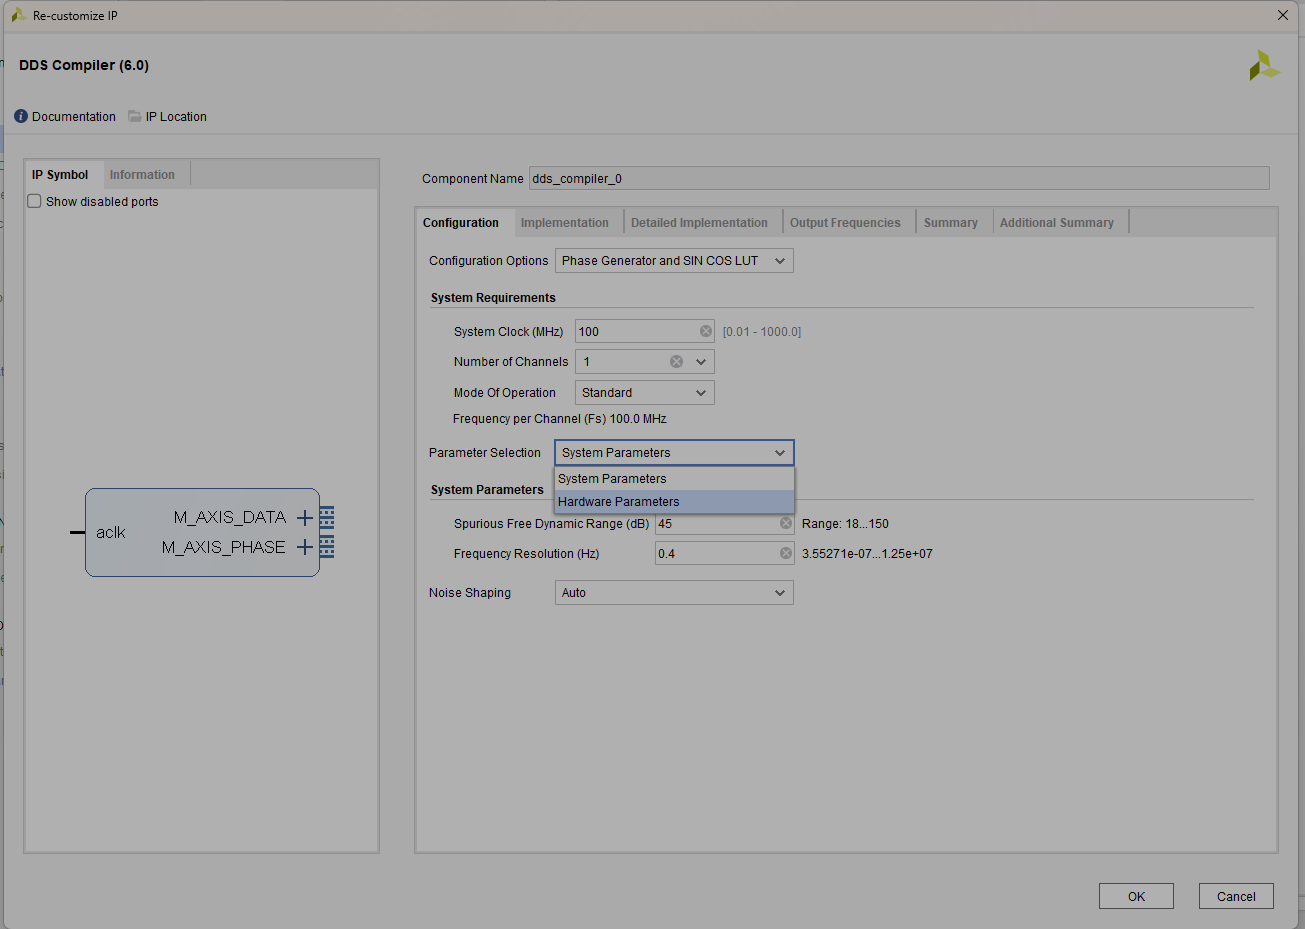 Re-customize IP
DDS Compiler (6.0)
Documentation IP Location
IP Symbol Information
Show disabled ports
aclk
M_AXIS_DATA
M_AXIS_PHASE
Component Name dds_compiler_0
Configuration Implementation Detailed Implementation Output Frequencies Summary Additional Summary
Configuration Options Phase Generator and SIN COS LUT
System Requirements
System Clock (MHz) 100 [0.01 - 1000.0]
Number of Channels 1
Mode Of Operation Standard
Frequency per Channel (Fs) 100.0 MHz
Parameter Selection System Parameters
System Parameters
Hardware Parameters
System Parameters
Spurious Free Dynamic Range (dB) 45 Range: 18...150
Frequency Resolution (Hz) 0.4 3.55271e-07...1.25e+07
Noise Shaping Auto
OK Cancel